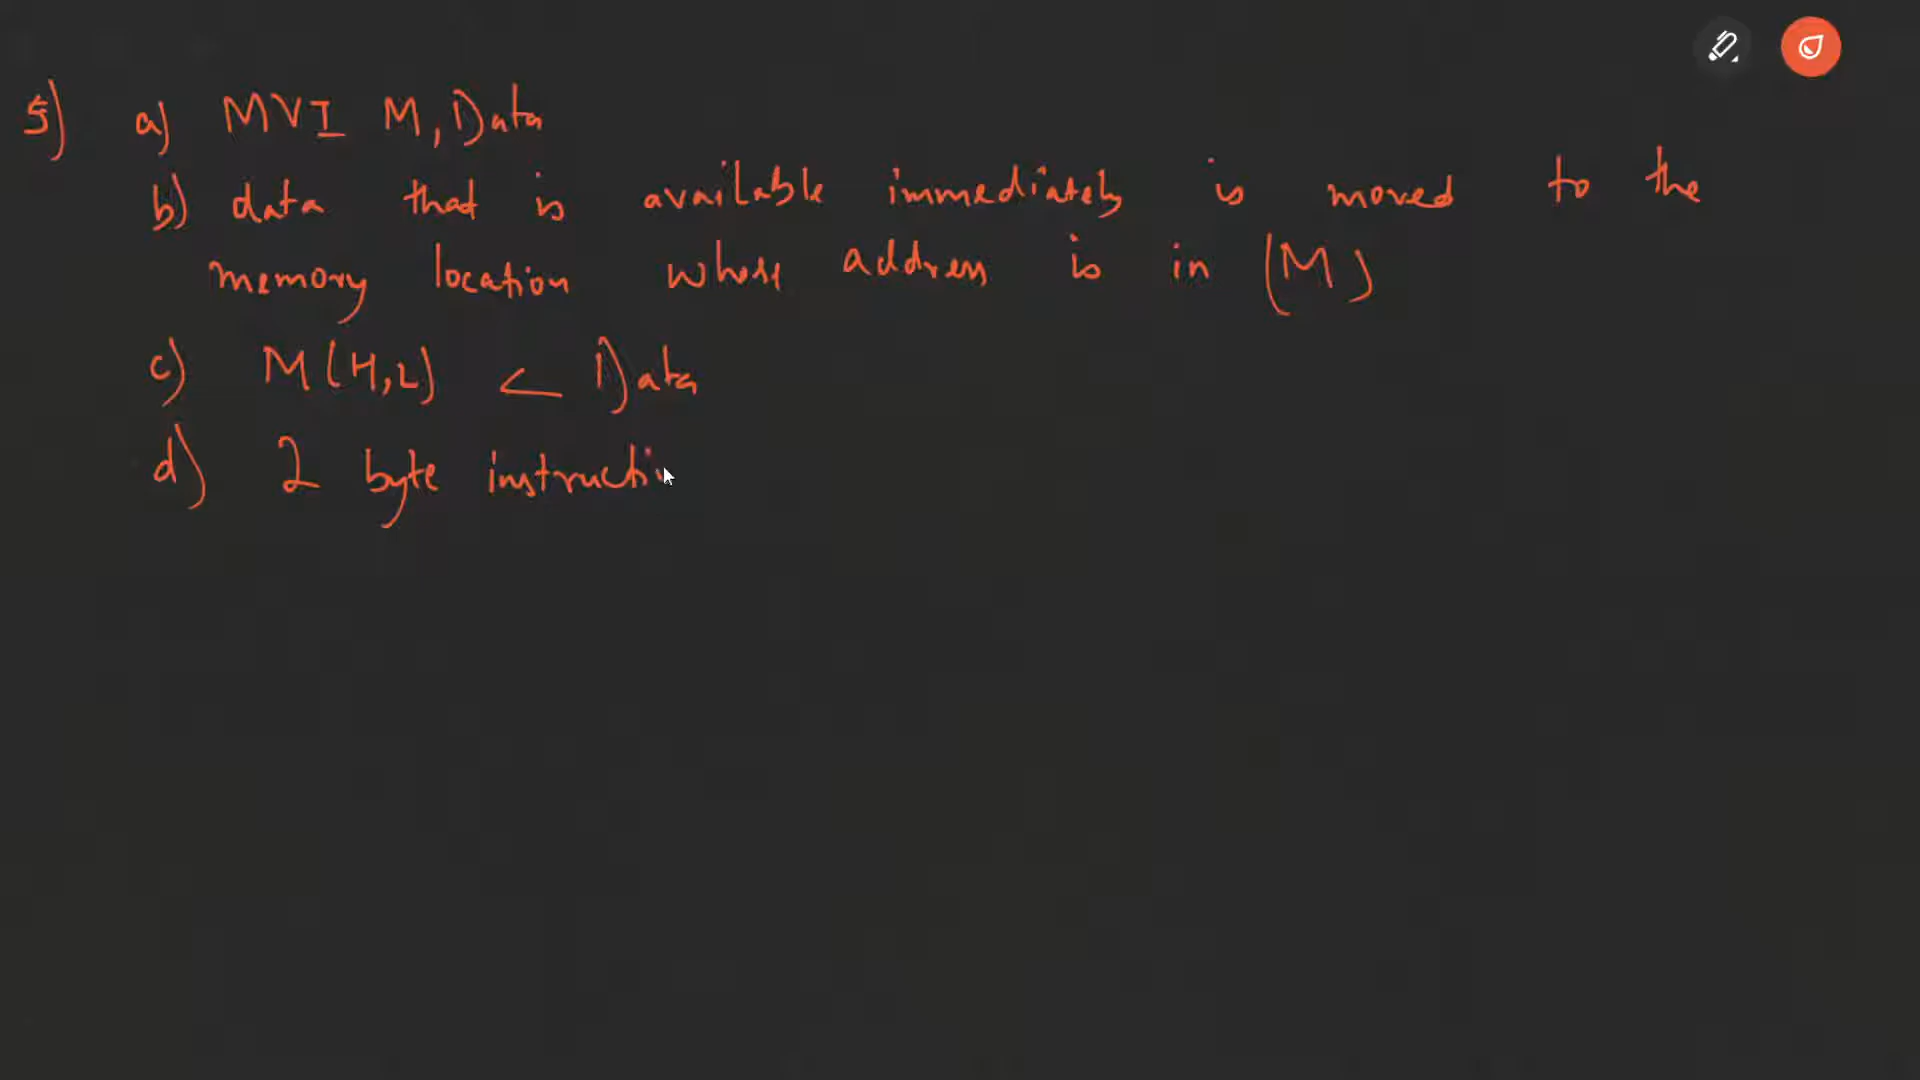 5) a) MVI M, Data
b) data that is available immediately is moved to the
memory location whose address is in (M)
c) M(H,L) < Data
d) 2 byte instructi